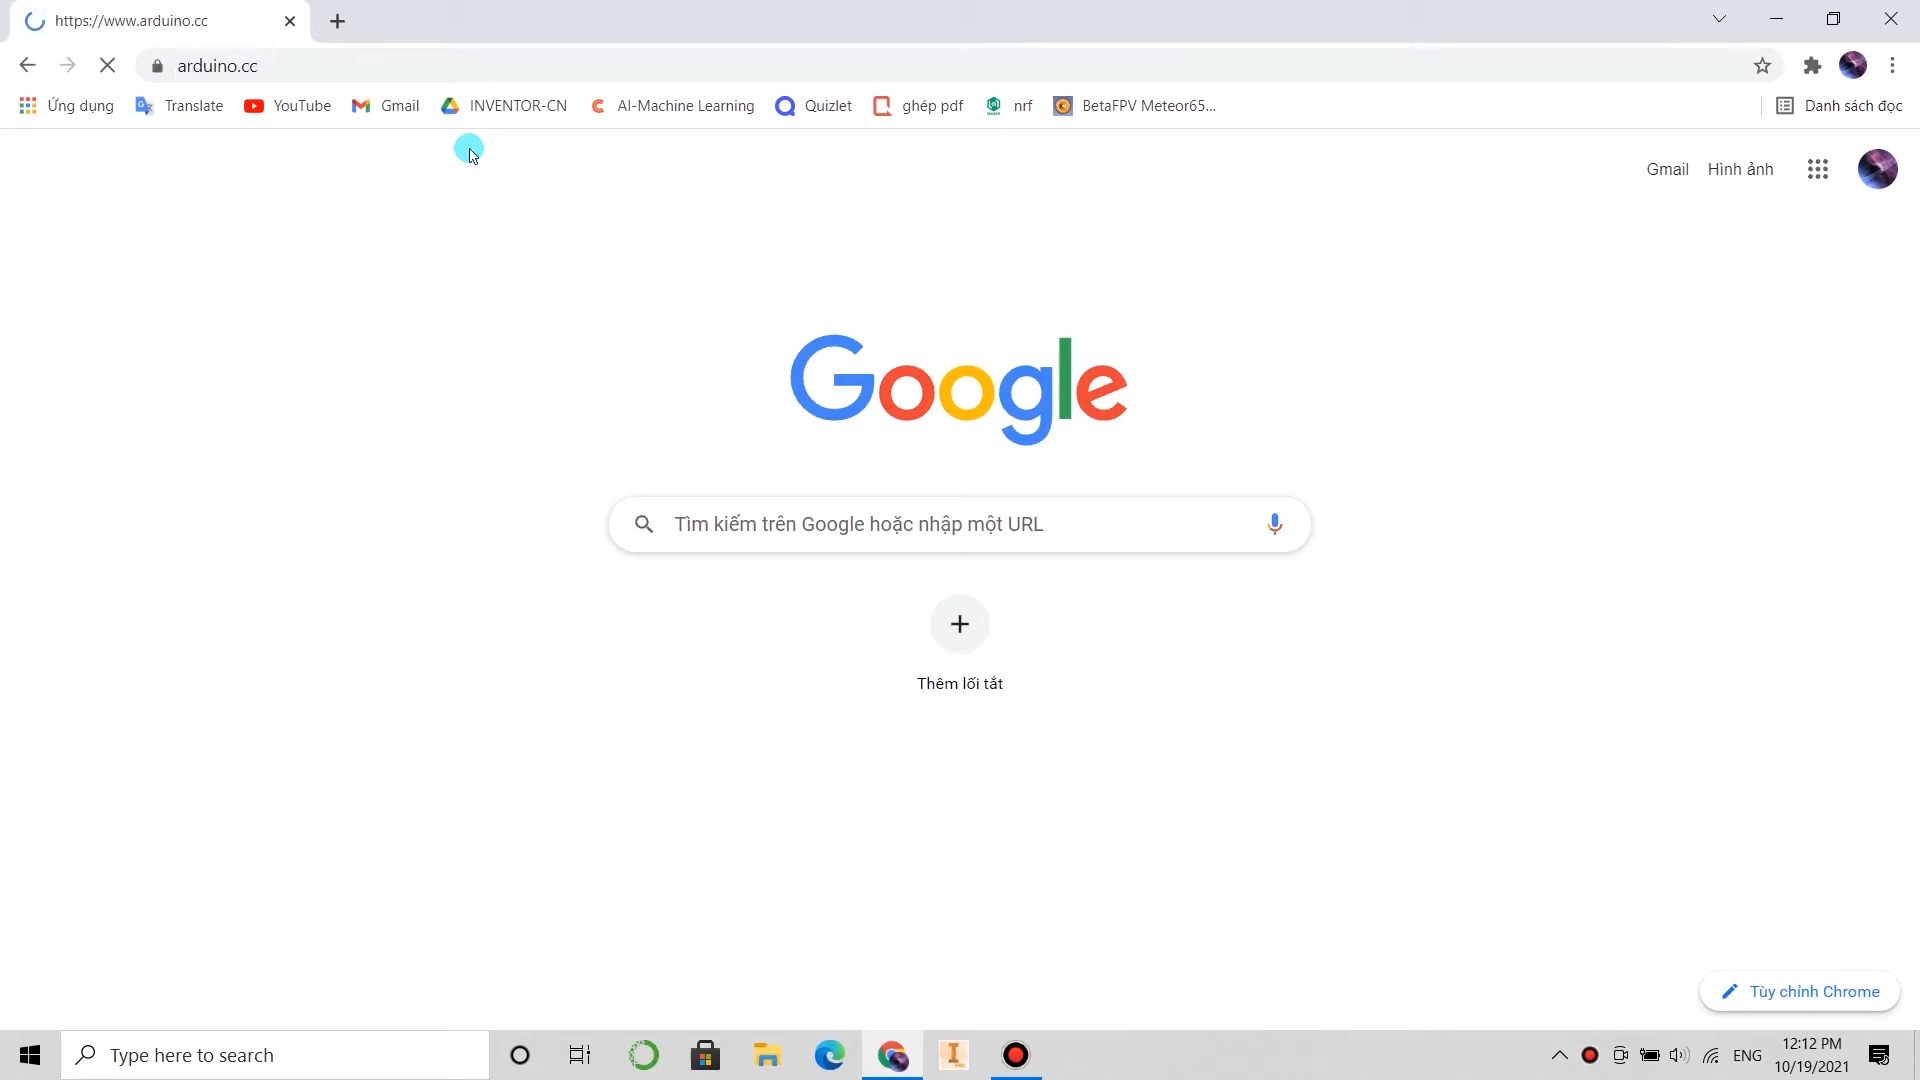 https://www.arduino.cc
arduino.cc
Ứng dụng Translate YouTube Gmail INVENTOR-CN AI-Machine Learning Quizlet ghép pdf nrf BetaFPV Meteor65... Danh sách đọc
Gmail Hình ảnh
Google
Tìm kiếm trên Google hoặc nhập một URL
Thêm lối tắt
Tùy chỉnh Chrome
Type here to search
ENG
12:12 PM
10/19/2021